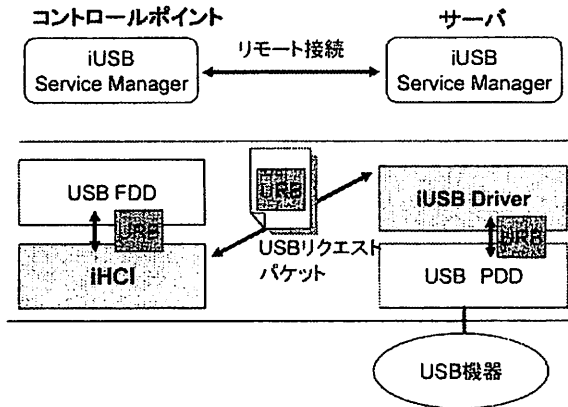 コントロールポイント
サーバ
iUSB
Service Manager
リモート接続
iUSB
Service Manager
USB FDD
URB
iHCI
URB
USBリクエスト
パケット
iUSB Driver
URB
USB PDD
USB機器